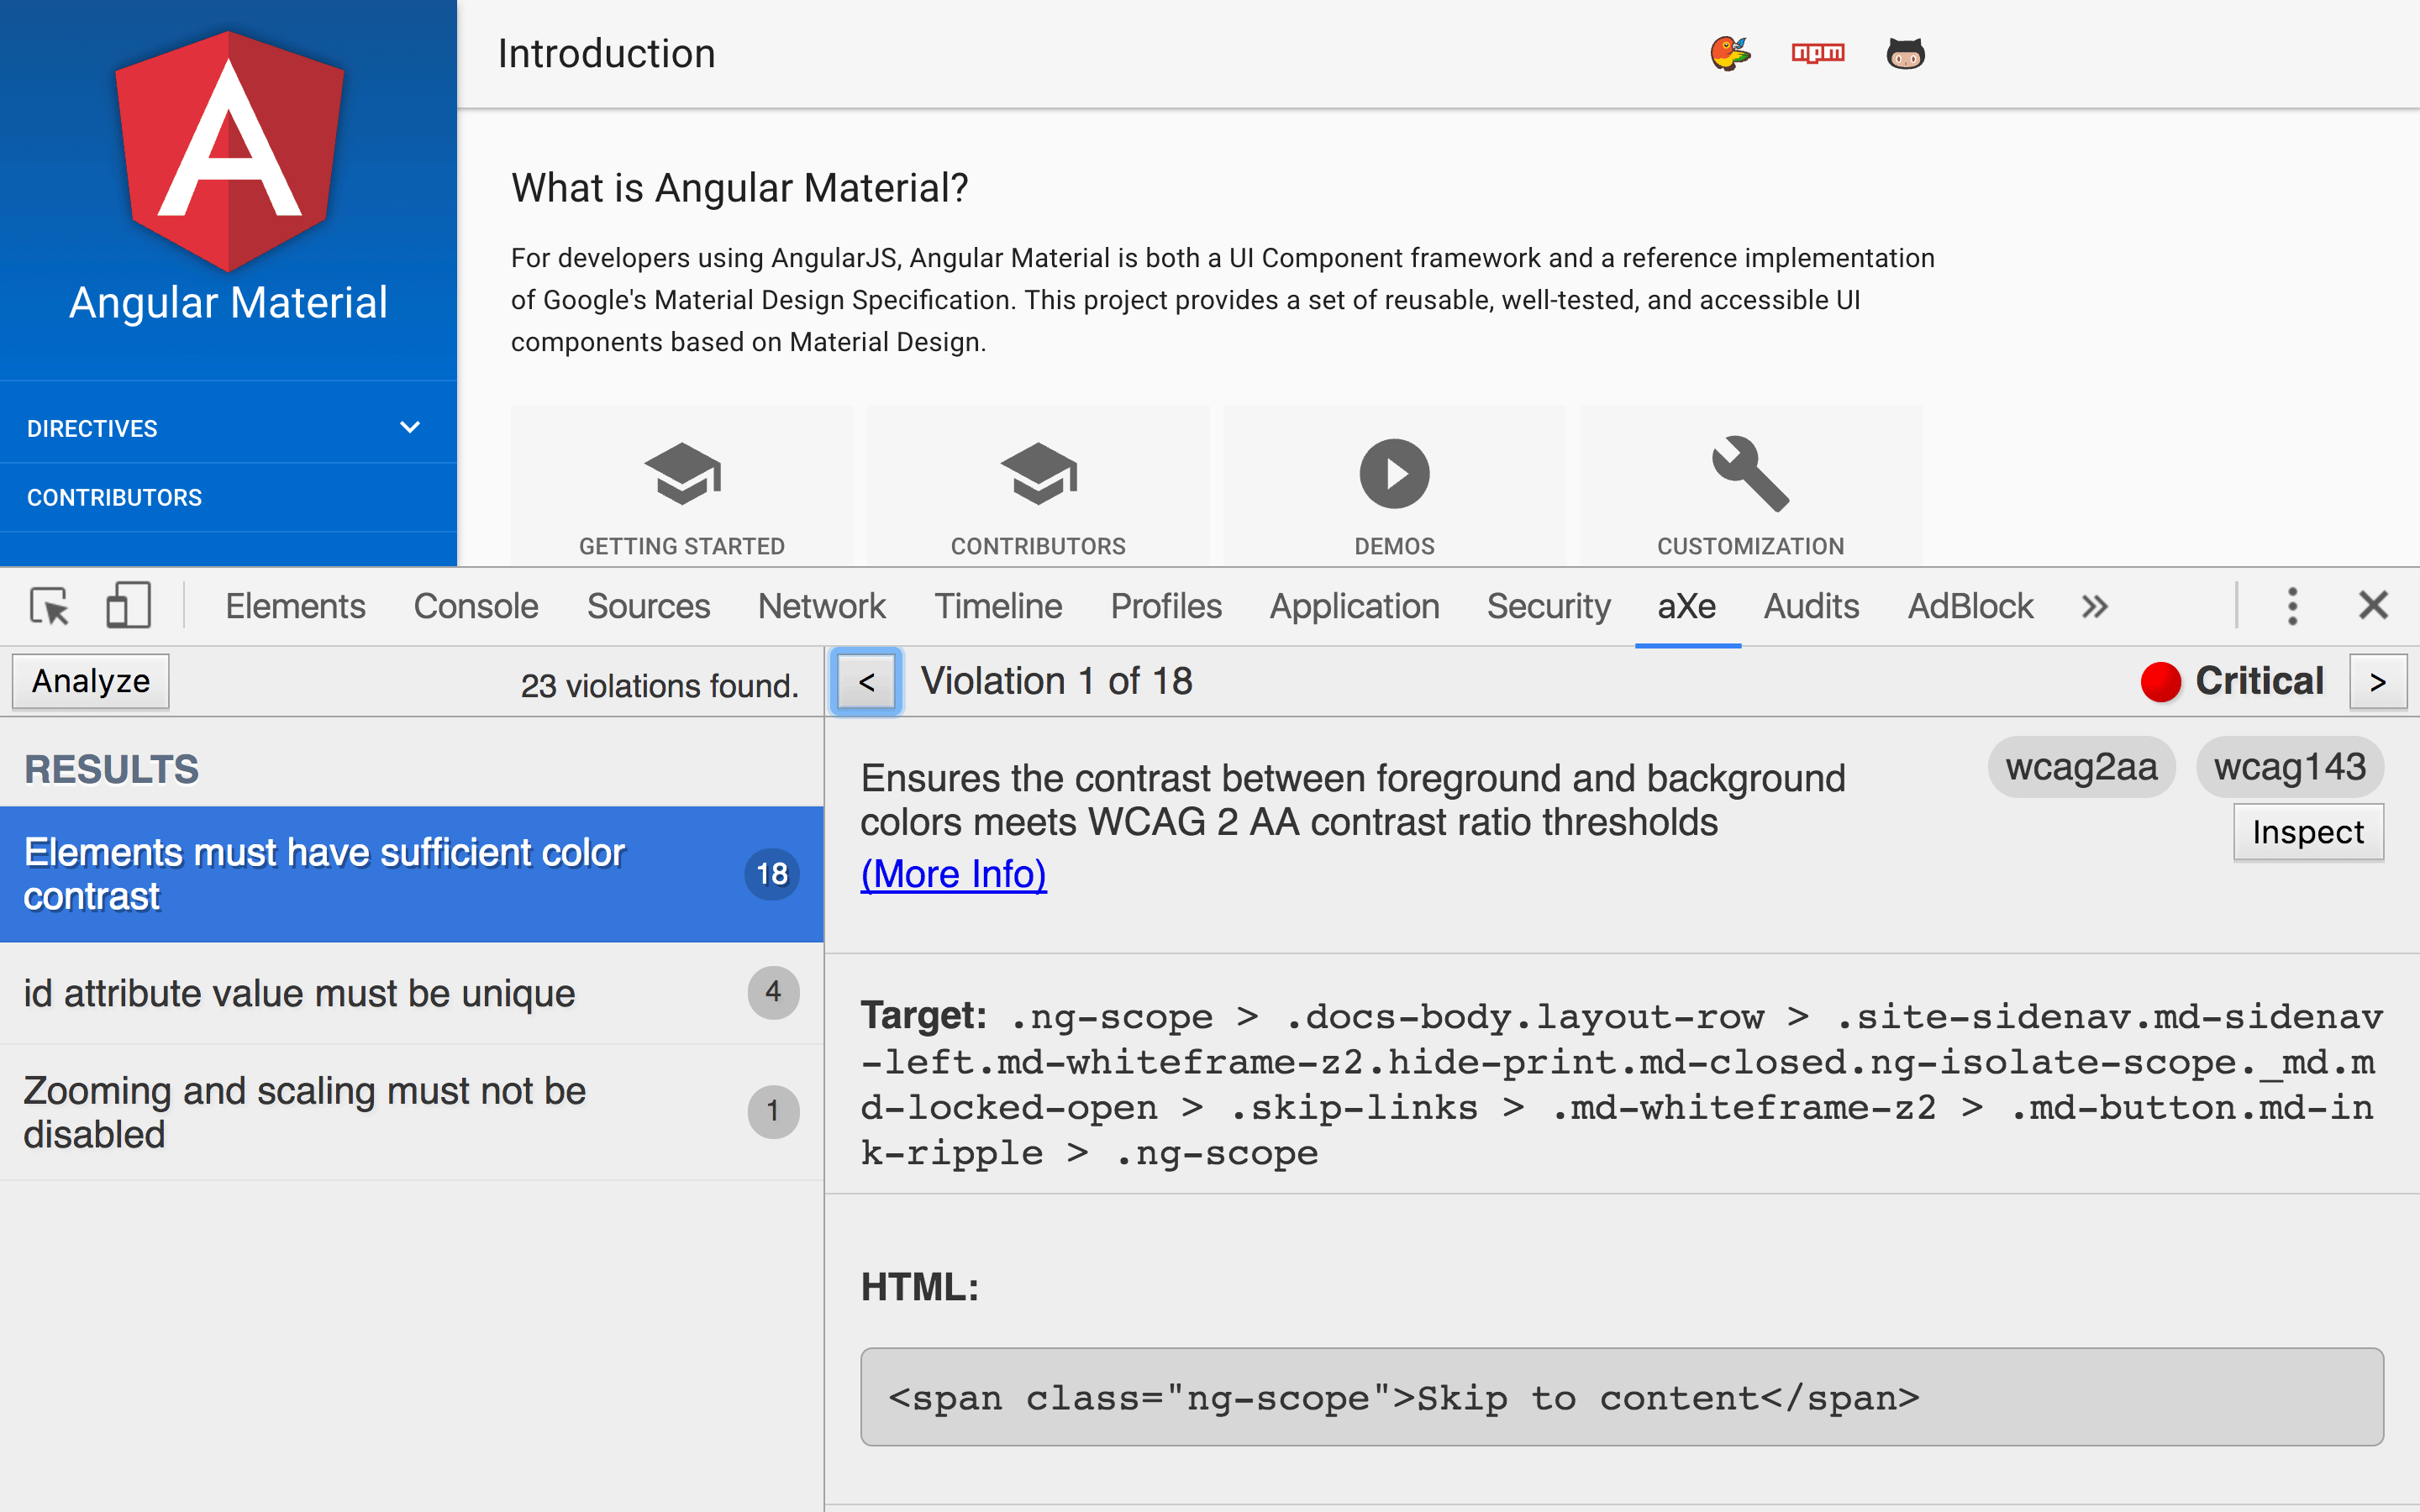 A
Angular Material
DIRECTIVES
CONTRIBUTORS
Introduction
npm
What is Angular Material?
For developers using AngularJS, Angular Material is both a UI Component framework and a reference implementation
of Google's Material Design Specification. This project provides a set of reusable, well-tested, and accessible UI
components based on Material Design.
GETTING STARTED
CONTRIBUTORS
DEMOS
CUSTOMIZATION
Elements Console Sources Network Timeline Profiles Application Security aXe Audits AdBlock »
Analyze 23 violations found.
RESULTS
Elements must have sufficient color
contrast
18
id attribute value must be unique 4
Zooming and scaling must not be
disabled
1
< Violation 1 of 18 Critical >
Ensures the contrast between foreground and background
colors meets WCAG 2 AA contrast ratio thresholds
(More Info)
wcag2aa wcag143
Inspect
Target: .ng-scope > .docs-body.layout-row > .site-sidenav.md-sidenav
-left.md-whiteframe-z2.hide-print.md-closed.ng-isolate-scope._md.m
d-locked-open > .skip-links > .md-whiteframe-z2 > .md-button.md-in
k-ripple > .ng-scope
HTML:
<span class="ng-scope">Skip to content</span>